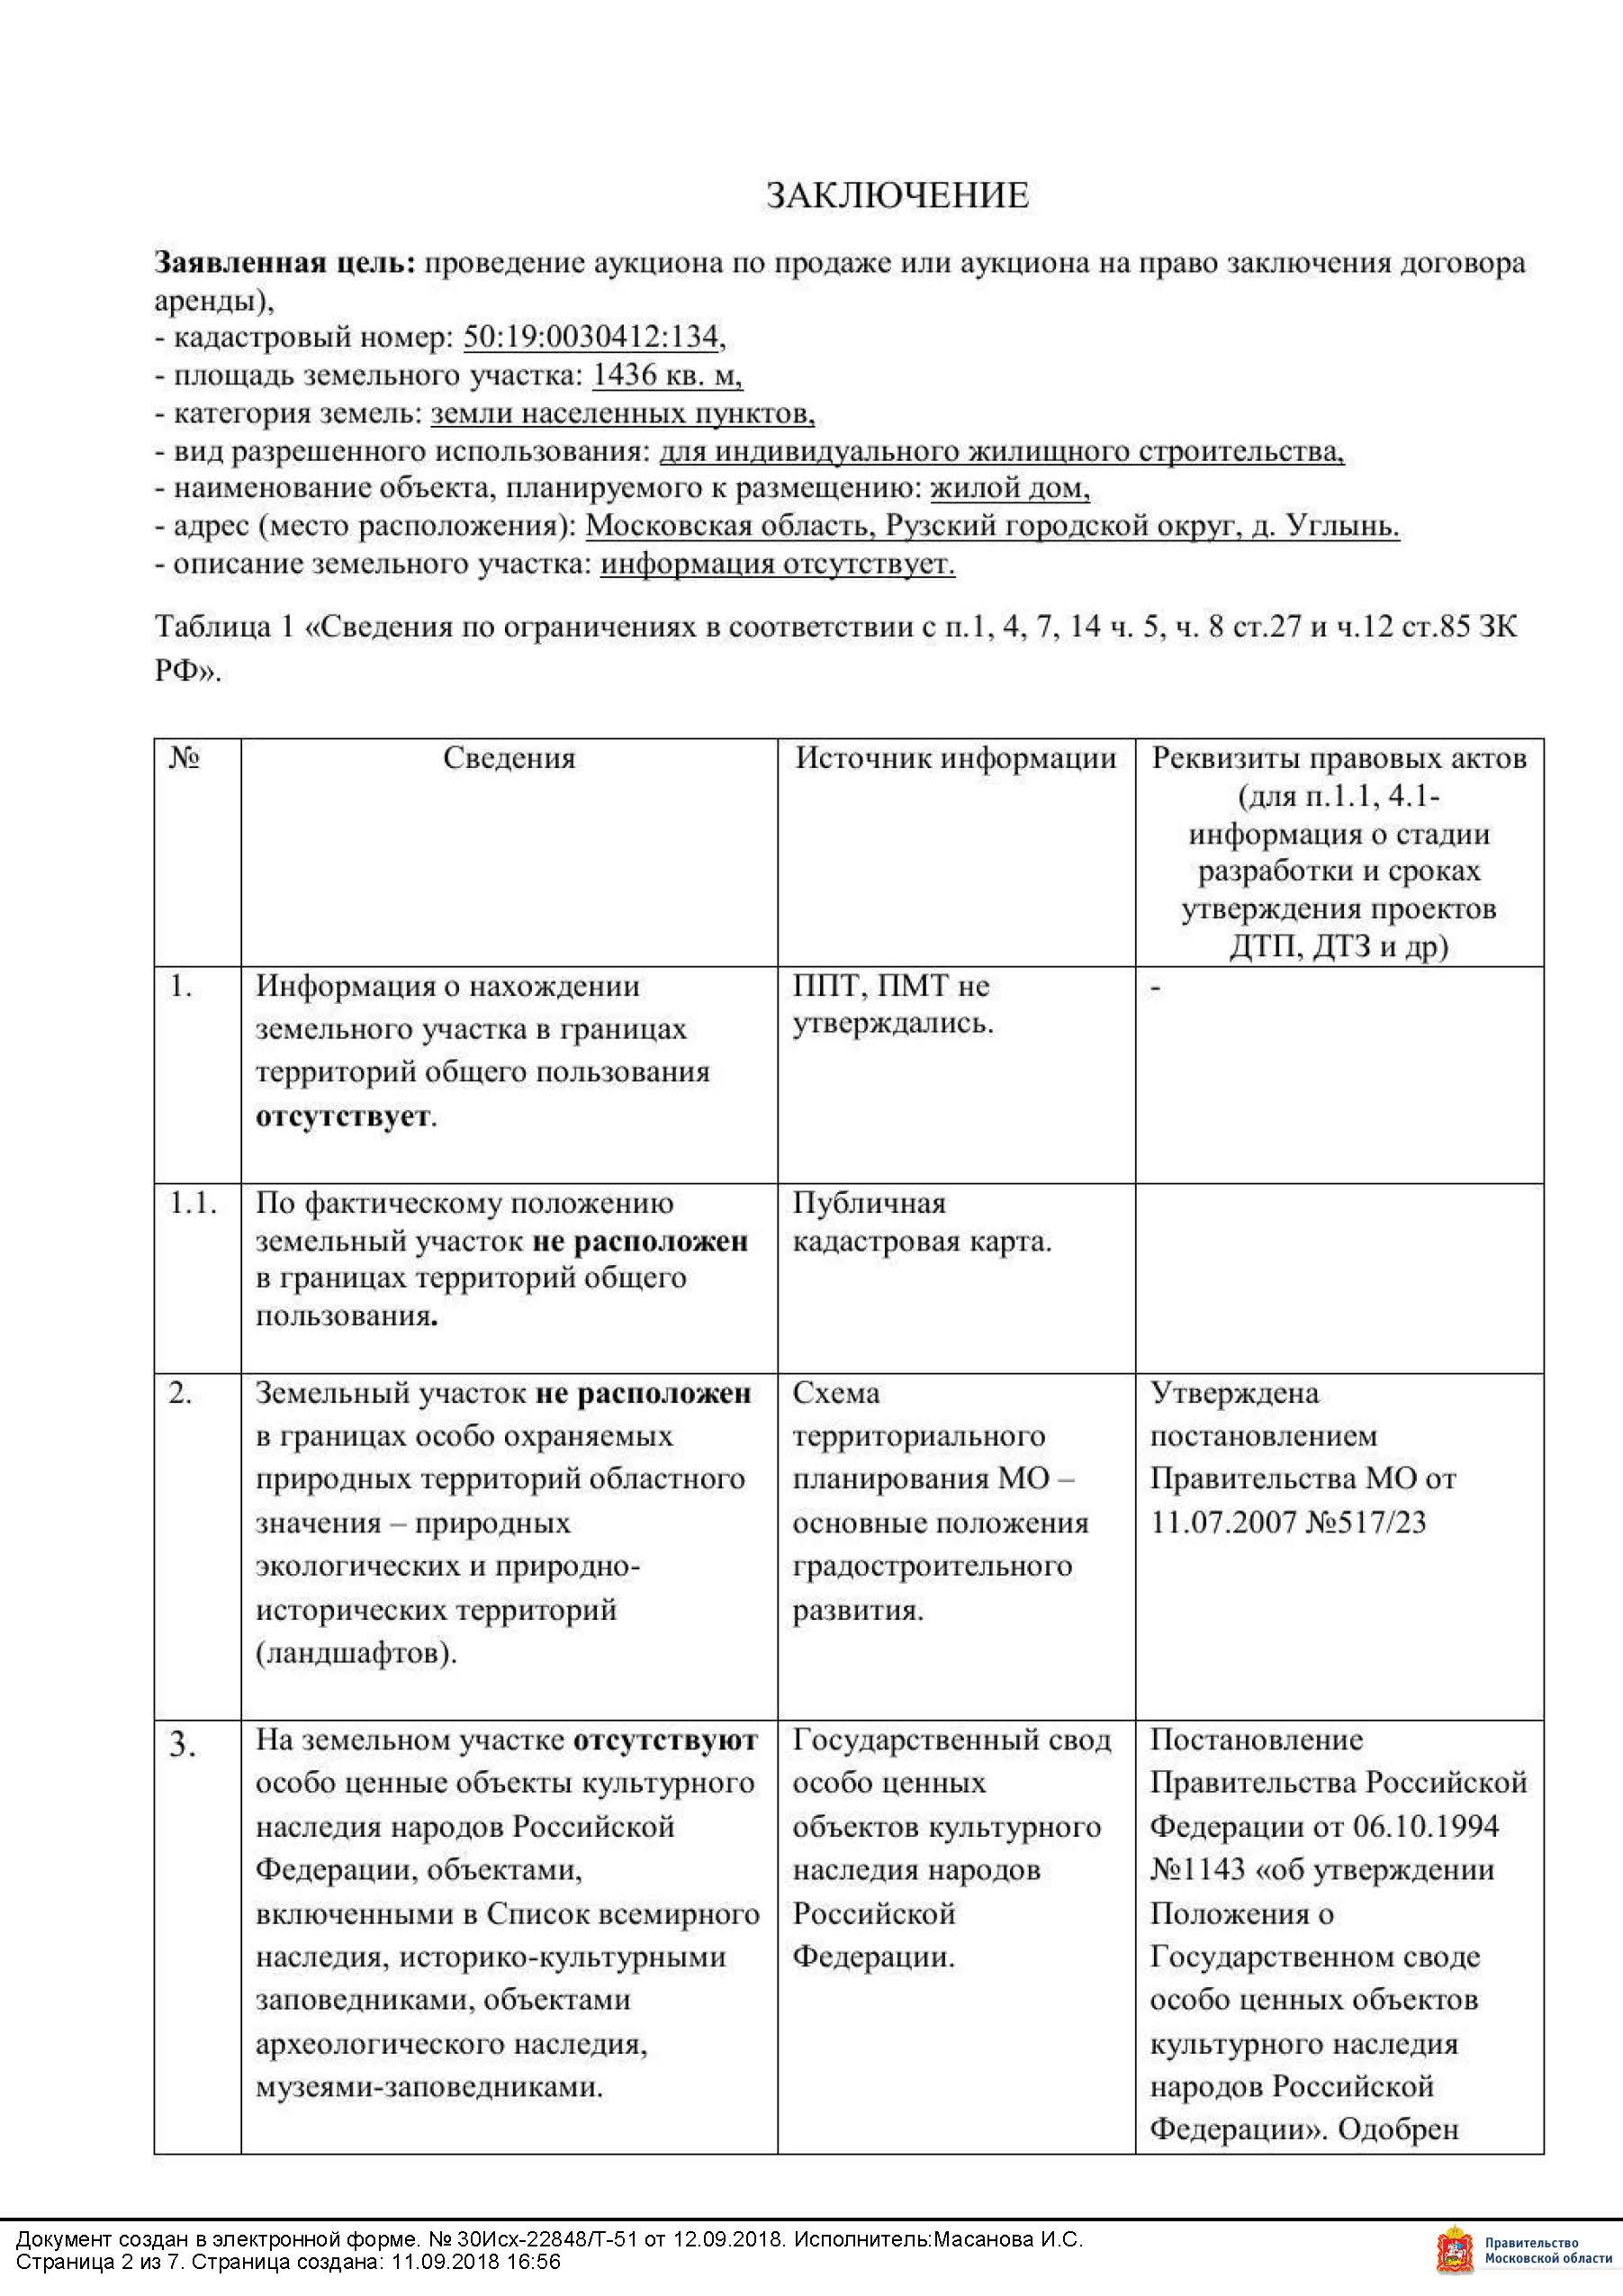 ЗАКЛЮЧЕНИЕ
Заявленная цель: проведение аукциона по продаже или аукциона на право заключения договора
аренды),
- кадастровый номер: 50:19:0030412:134,
- площадь земельного участка: 1436 кв. м,
- категория земель: земли населенных пунктов,
- вид разрешенного использования: для индивидуального жилищного строительства,
- наименование объекта, планируемого к размещению: жилой дом,
- адрес (место расположения): Московская область, Рузский городской округ, д. Углынь.
- описание земельного участка: информация отсутствует.
Таблица 1 «Сведения по ограничениях в соответствии с п.1, 4, 7, 14 ч. 5, ч. 8 ст.27 и ч.12 ст.85 ЗК
РФ».
№
Сведения
Источник информации
Реквизиты правовых актов
(для п.1.1, 4.1-
информация о стадии
разработки и сроках
утверждения проектов
ДТП, ДТЗ и др)
1.
Информация о нахождении
земельного участка в границах
территорий общего пользования
отсутствует.
ППТ, ПМТ не
утверждались.
-
1.1.
По фактическому положению
земельный участок не расположен
в границах территорий общего
пользования.
Публичная
кадастровая карта.
2.
Земельный участок не расположен
в границах особо охраняемых
природных территорий областного
значения – природных
экологических и природно-
исторических территорий
(ландшафтов).
Схема
территориального
планирования МО –
основные положения
градостроительного
развития.
Утверждена
постановлением
Правительства МО от
11.07.2007 №517/23
3.
На земельном участке отсутствуют
особо ценные объекты культурного
наследия народов Российской
Федерации, объектами,
включенными в Список всемирного
наследия, историко-культурными
заповедниками, объектами
археологического наследия,
музеями-заповедниками.
Государственный свод
особо ценных
объектов культурного
наследия народов
Российской
Федерации.
Постановление
Правительства Российской
Федерации от 06.10.1994
№1143 «об утверждении
Положения о
Государственном своде
особо ценных объектов
культурного наследия
народов Российской
Федерации». Одобрен
Документ создан в электронной форме. № 30Исх-22848/Т-51 от 12.09.2018. Исполнитель:Масанова И.С.
Страница 2 из 7. Страница создана: 11.09.2018 16:56
Правительство
Московской области